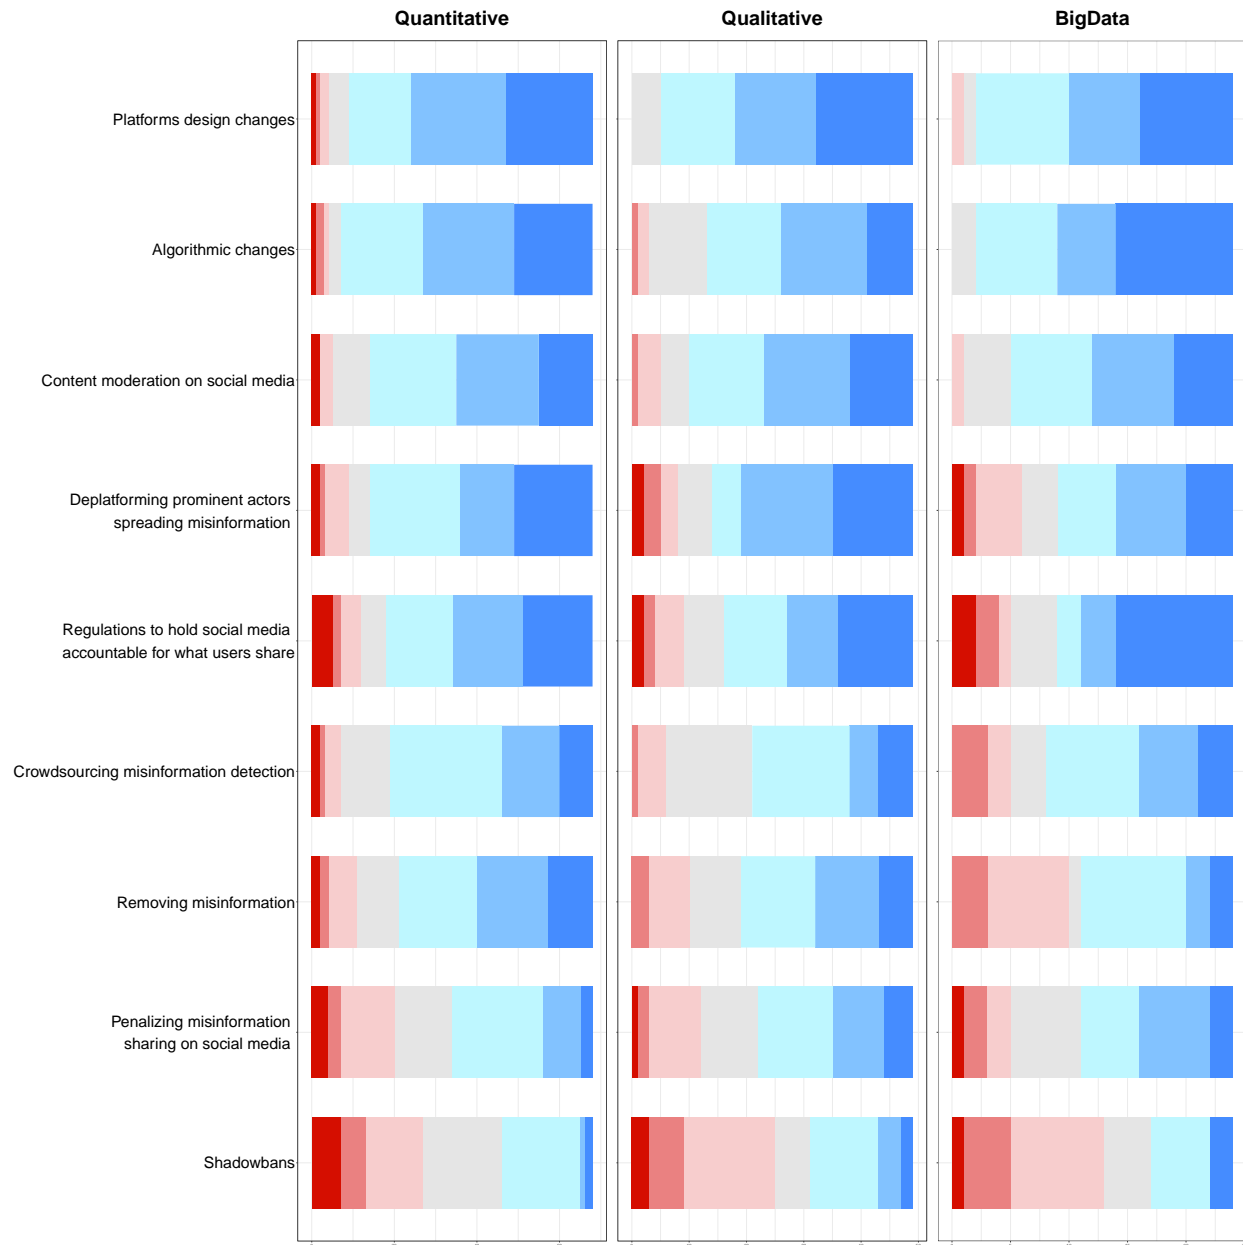 Quantitative
Qualitative
BigData
Platforms design changes
Algorithmic changes
Content moderation on social media
Deplatforming prominent actors
spreading misinformation
Regulations to hold social media
accountable for what users share
Crowdsourcing misinformation detection
Removing misinformation
Penalizing misinformation
sharing on social media
Shadowbans